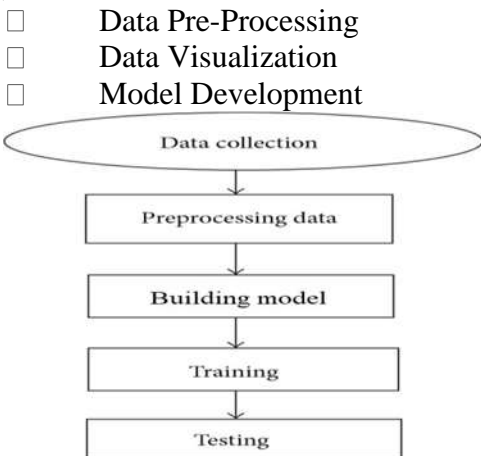 □ Data Pre-Processing
□ Data Visualization
□ Model Development
Data collection
Preprocessing data
Building model
Training
Testing